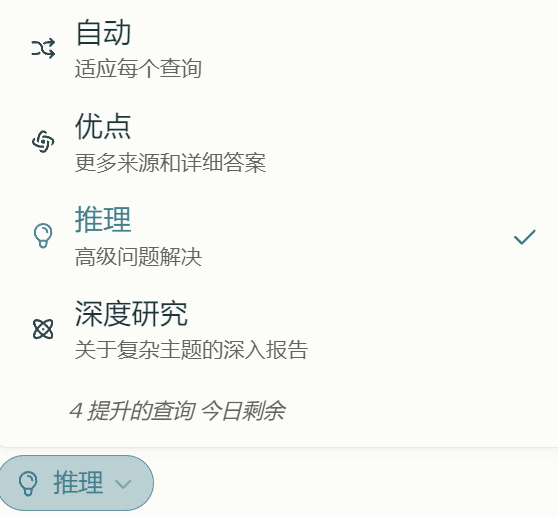 自动
适应每个查询
优点
更多来源和详细答案
推理
高级问题解决
深度研究
关于复杂主题的深入报告
4 提升的查询 今日剩余
推理